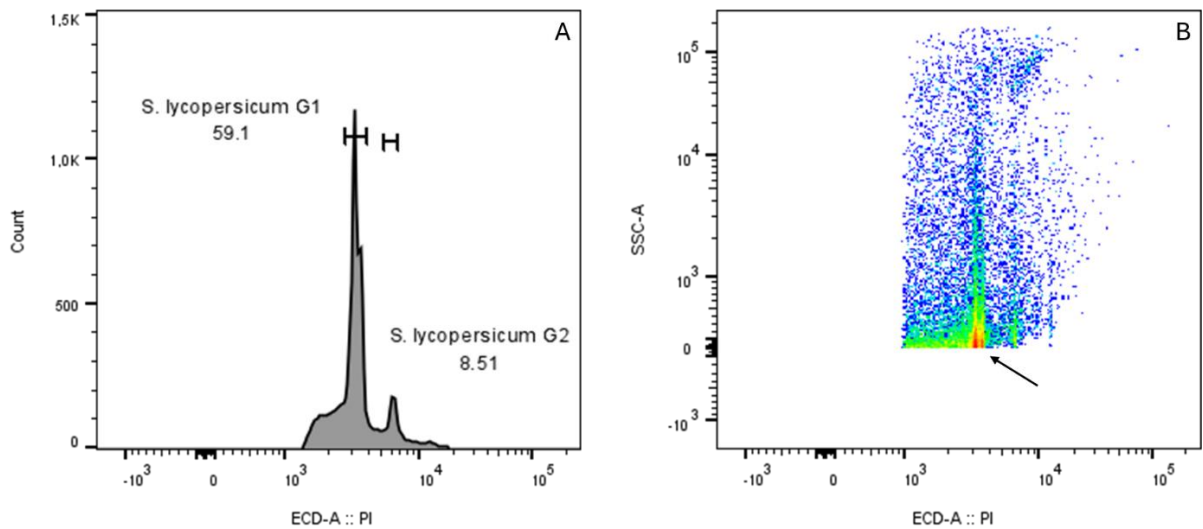 A
1,5K
1,0K
500
0
Count
S. lycopersicum G1
59.1
S. lycopersicum G2
8.51
-10 3
0
10 3
10 4
10 5
ECD-A :: PI
B
10 5
10 4
10 3
0
-10 3
SSC-A
-10 3
0
10 3
10 4
10 5
ECD-A :: PI